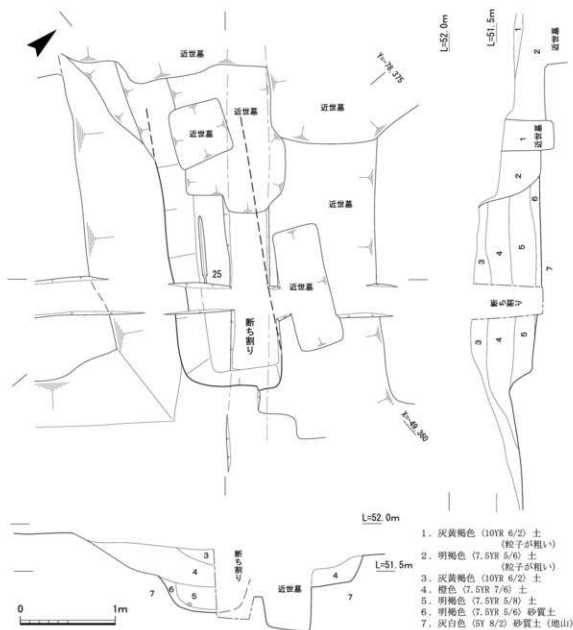 近世墓
近世墓
近世墓
近世墓
近世墓
近世墓
25
断ち割り
Y=-78,375
X=-49,360
L=52.0m
L=51.5m
1
2
近世墓
近世墓
1
2
6
3
4
5
7
断ち割り
3
4
5
L=52.0m
L=51.5m
3
4
5
6
7
断ち割り
近世墓
4
7
0 1m
1. 灰黄褐色 (10YR 6/2) 土
(粒子が粗い)
2. 明褐色 (7.5YR 5/6) 土
(粒子が粗い)
3. 灰黄褐色 (10YR 6/2) 土
4. 橙色 (7.5YR 7/6) 土
5. 明褐色 (7.5YR 5/8) 土
6. 明褐色 (7.5YR 5/6) 砂質土
7. 灰白色 (5Y 8/2) 砂質土 (地山)